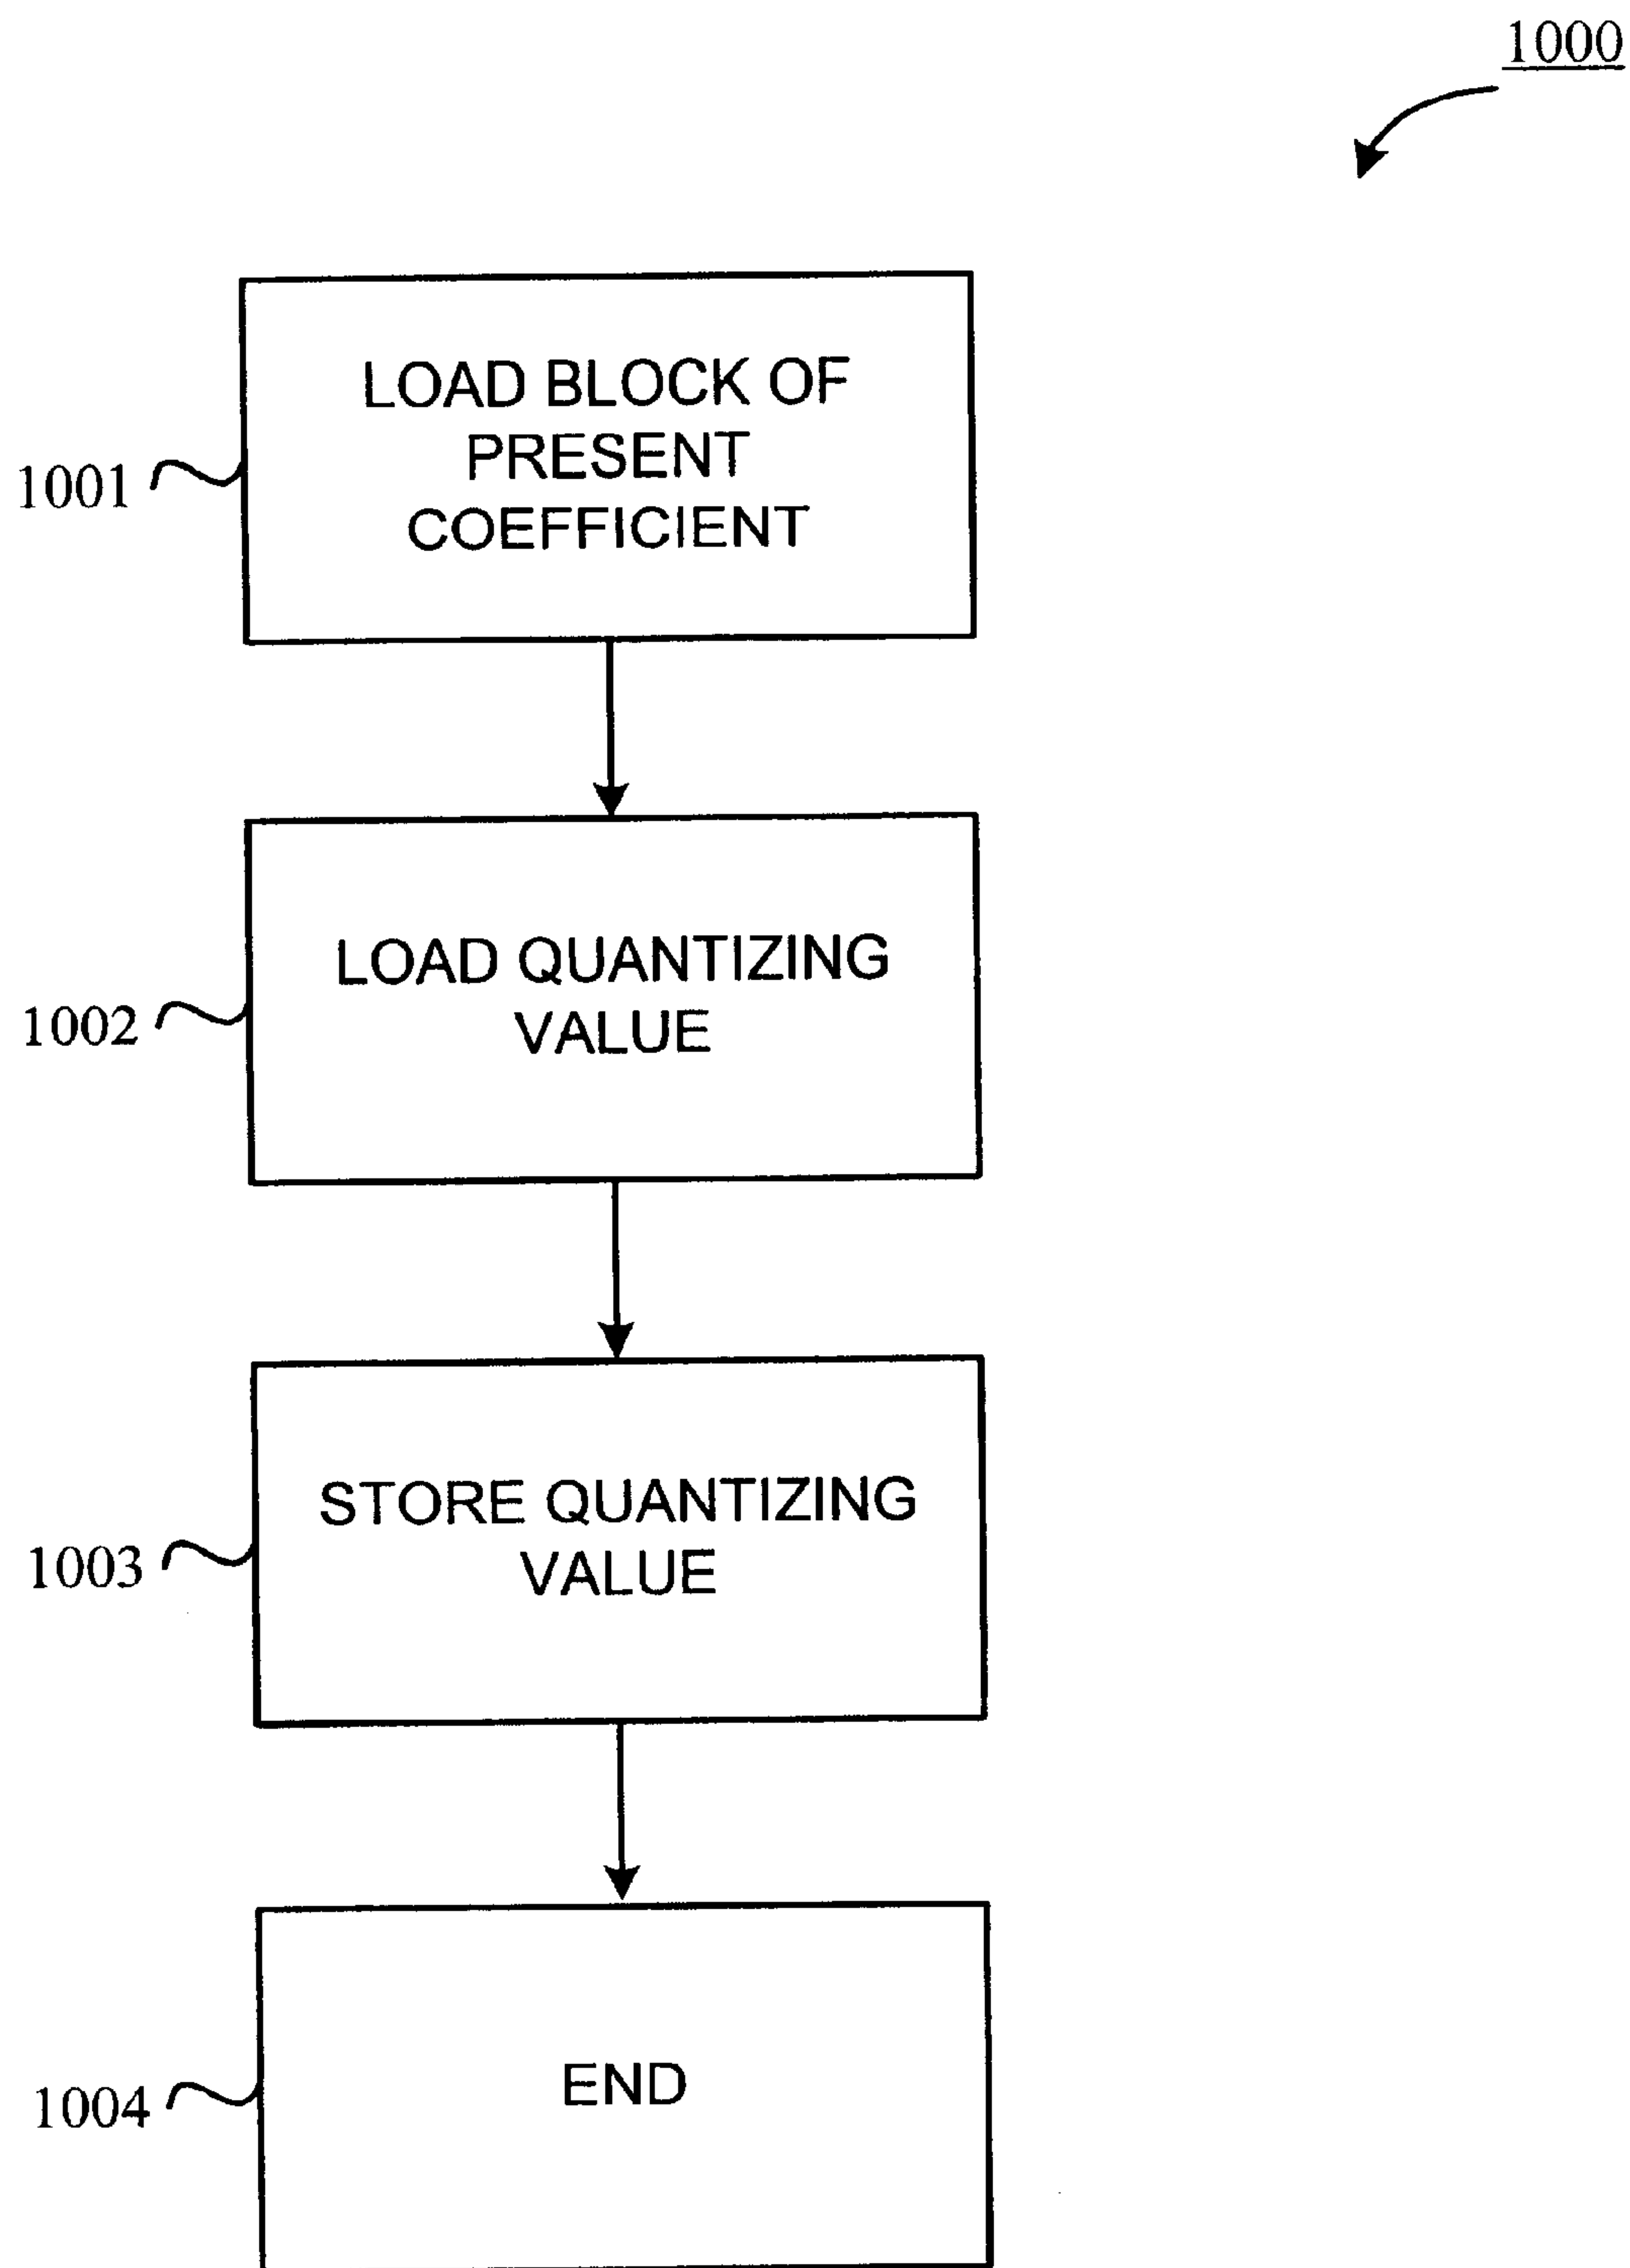 1000
LOAD BLOCK OF
PRESENT
COEFFICIENT
1001
LOAD QUANTIZING
VALUE
1002
STORE QUANTIZING
VALUE
1003
END
1004